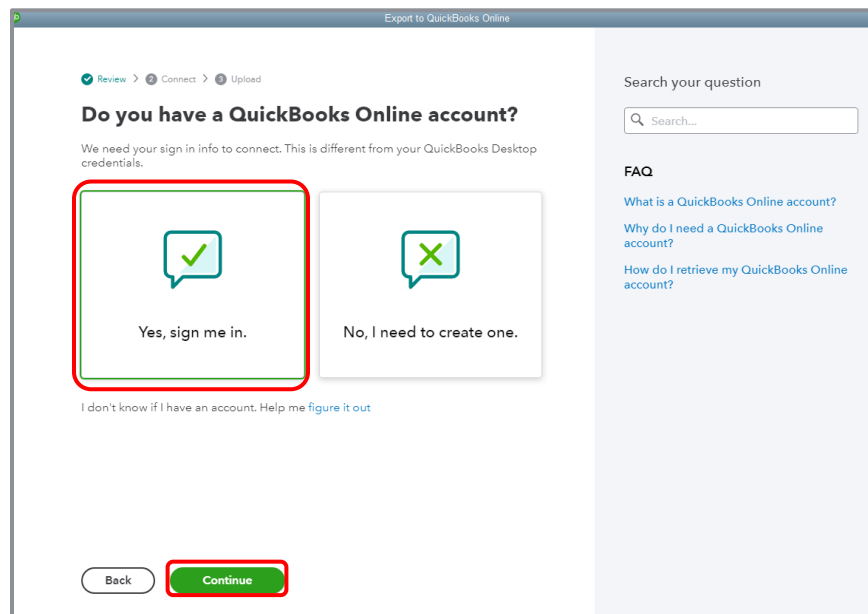 Export to QuickBooks Online
Review > 2 Connect > 3 Upload
Do you have a QuickBooks Online account?
We need your sign in info to connect. This is different from your QuickBooks Desktop
credentials.
Yes, sign me in.
No, I need to create one.
I don't know if I have an account. Help me figure it out
Back
Continue
Search your question
Search...
FAQ
What is a QuickBooks Online account?
Why do I need a QuickBooks Online
account?
How do I retrieve my QuickBooks Online
account?